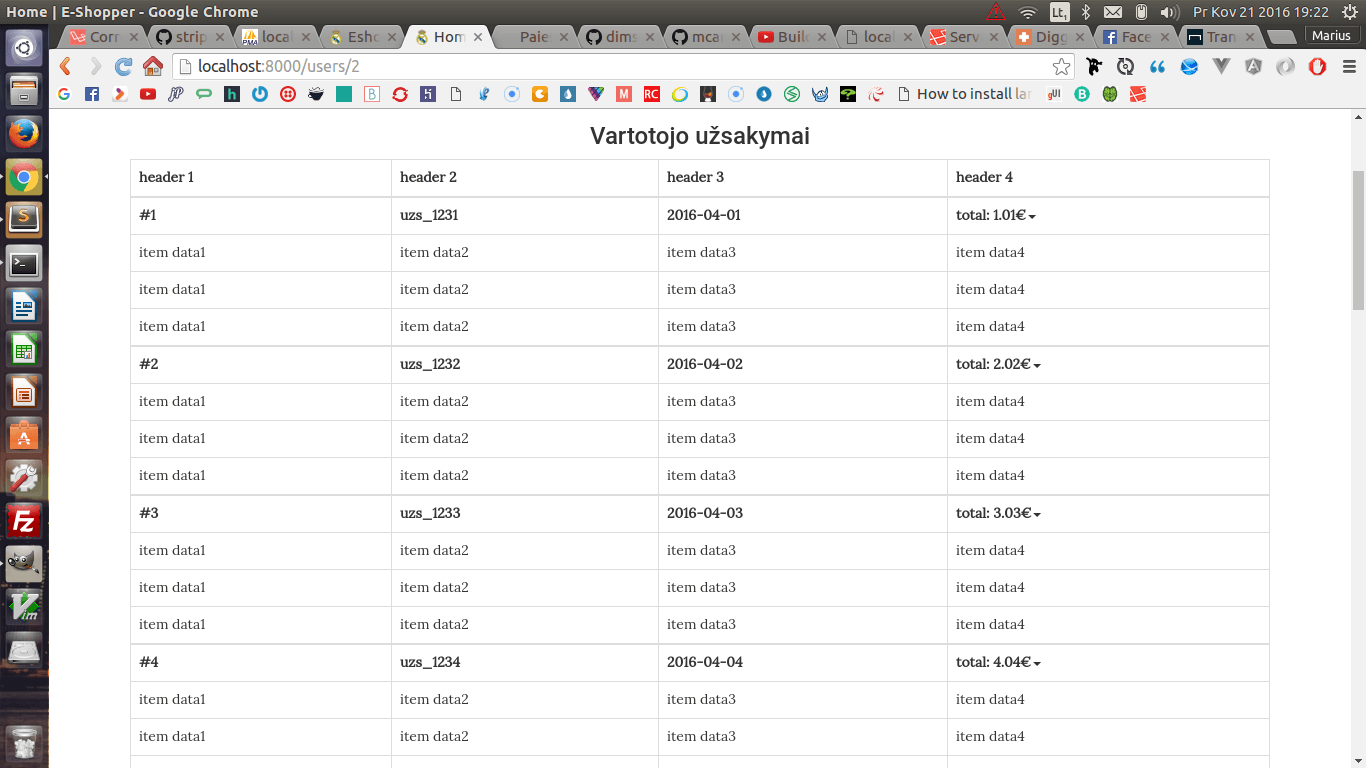 Home | E-Shopper - Google Chrome
Lt1
Pr Kov 21 2016 19:22
Corr
strip
local
Esho
Hom
Paie
dims
mcar
Buil
local
Serv
Digg
Face
Tran
Marius
localhost:8000/users/2
How to install lar
gUI
Vartotojo užsakymai
header 1 header 2 header 3 header 4
#1 uzs_1231 2016-04-01 total: 1.01€
item data1 item data2 item data3 item data4
item data1 item data2 item data3 item data4
item data1 item data2 item data3 item data4
#2 uzs_1232 2016-04-02 total: 2.02€
item data1 item data2 item data3 item data4
item data1 item data2 item data3 item data4
item data1 item data2 item data3 item data4
#3 uzs_1233 2016-04-03 total: 3.03€
item data1 item data2 item data3 item data4
item data1 item data2 item data3 item data4
item data1 item data2 item data3 item data4
#4 uzs_1234 2016-04-04 total: 4.04€
item data1 item data2 item data3 item data4
item data1 item data2 item data3 item data4